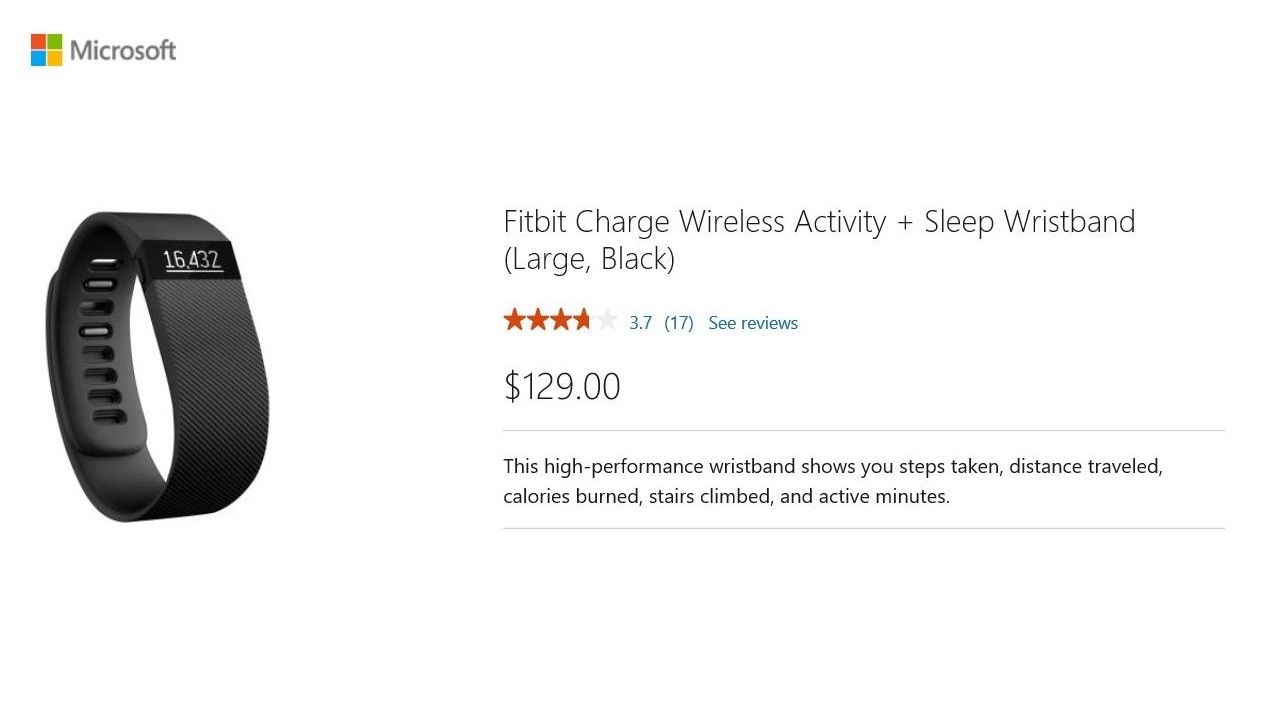 Microsoft
16,432
Fitbit Charge Wireless Activity + Sleep Wristband
(Large, Black)
3.7 (17) See reviews
$129.00
This high-performance wristband shows you steps taken, distance traveled,
calories burned, stairs climbed, and active minutes.